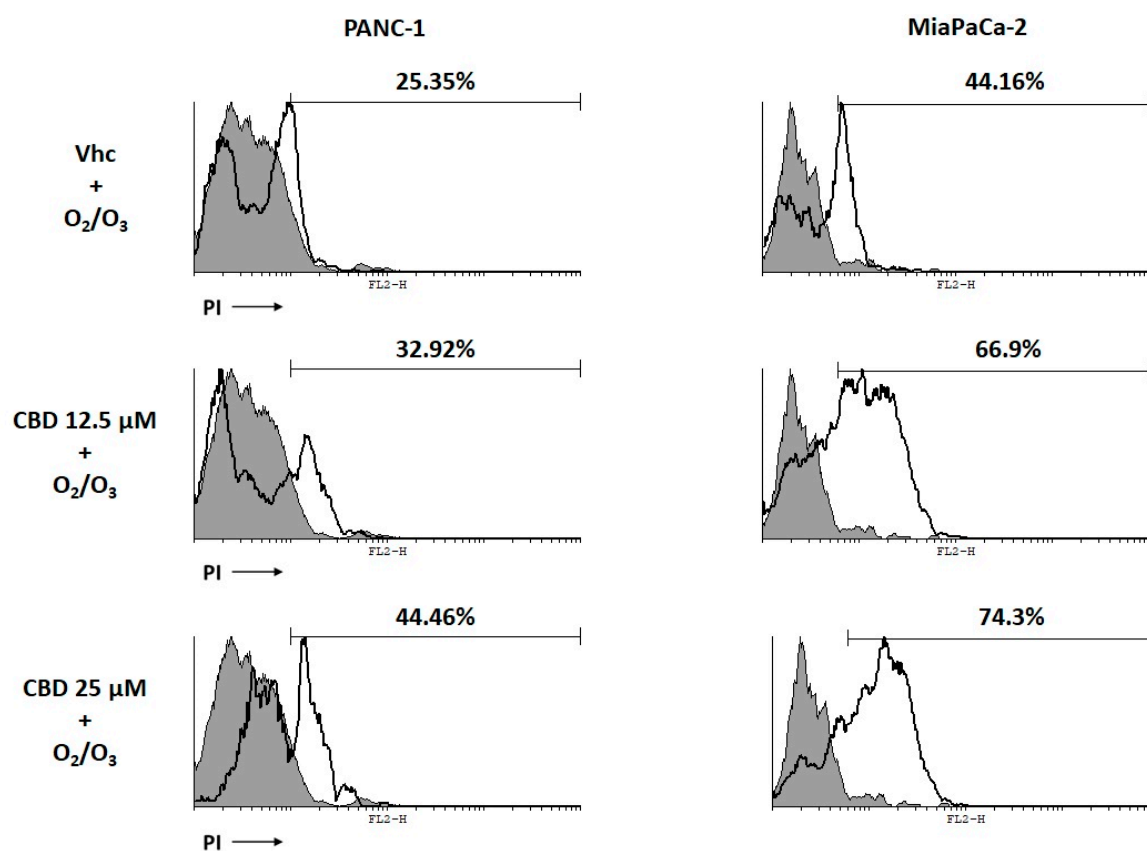 PANC-1
MiaPaCa-2
Vhc
+
O₂/O₃
25.35%
44.16%
FL2-H
FL2-H
PI
CBD 12.5 µM
+
O₂/O₃
32.92%
66.9%
FL2-H
FL2-H
PI
CBD 25 µM
+
O₂/O₃
44.46%
74.3%
FL2-H
FL2-H
PI